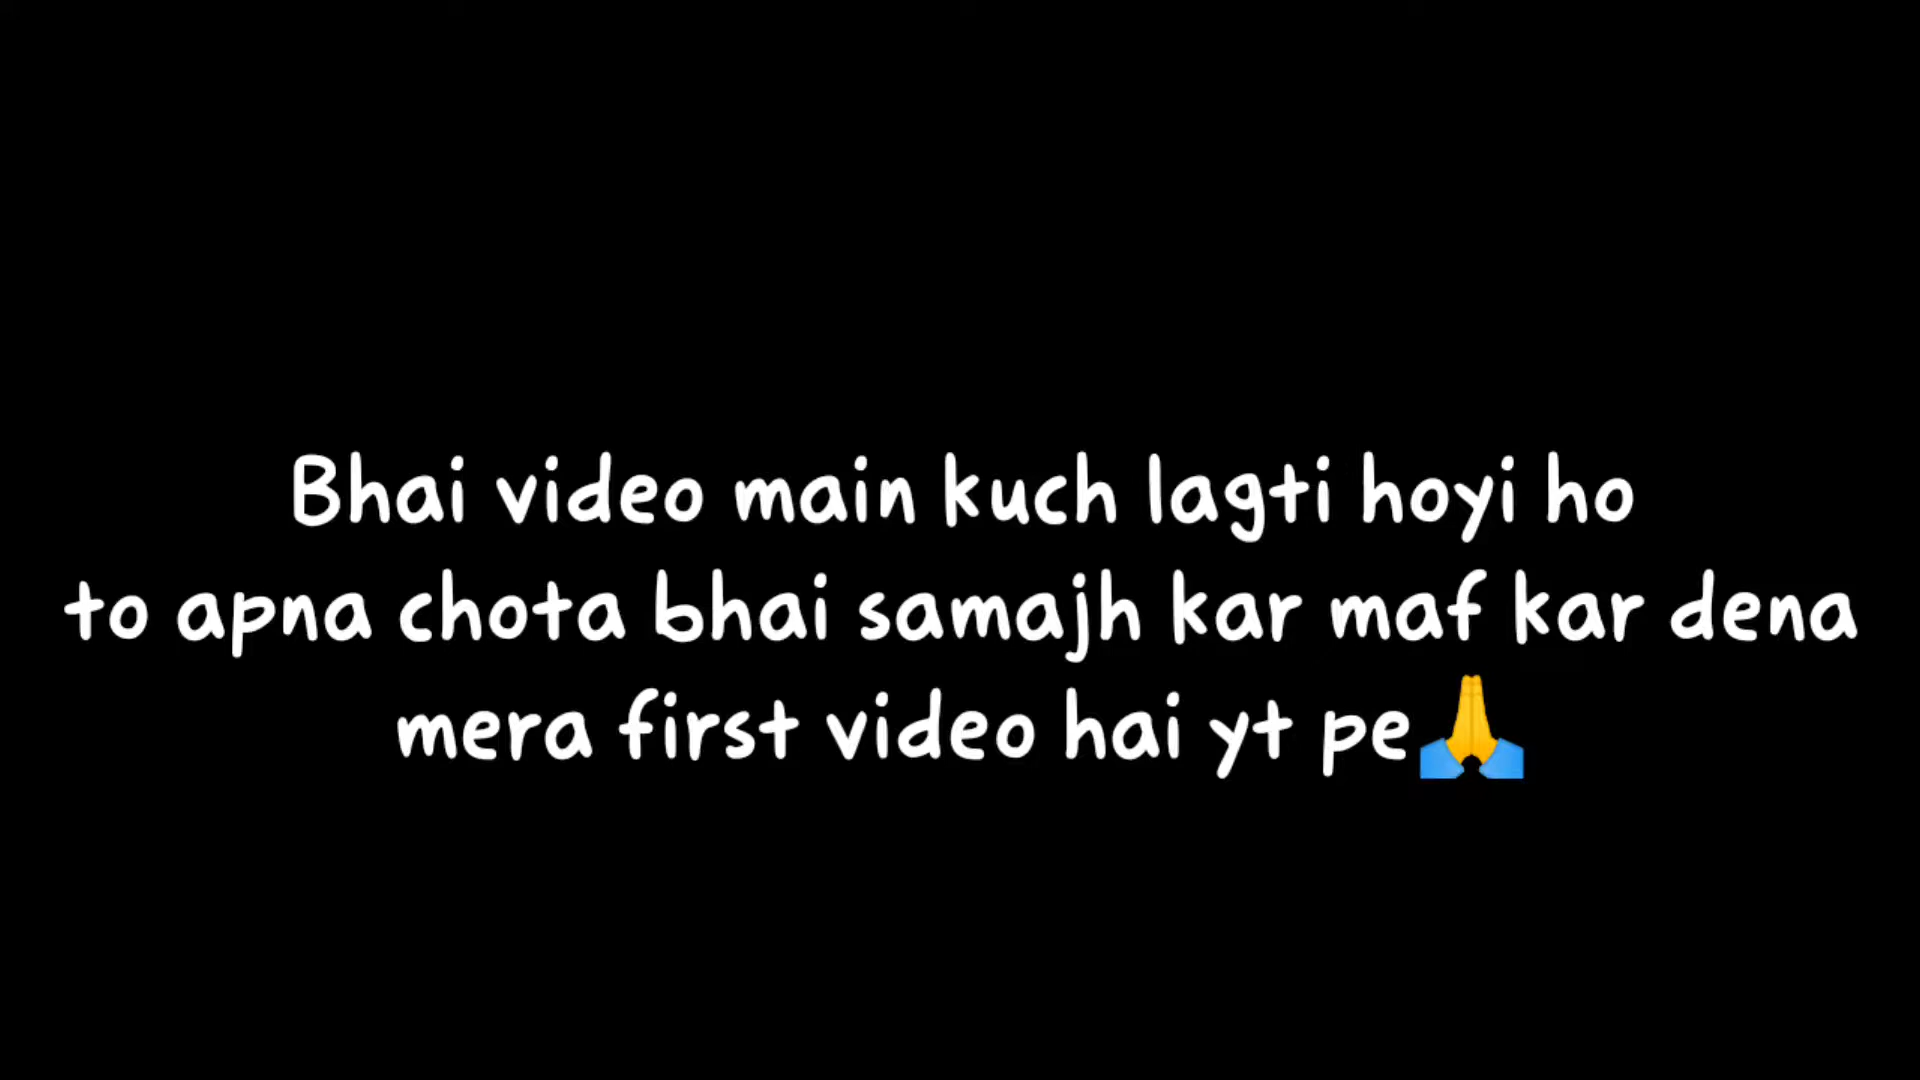 Bhai video main kuch lagti hoyi ho
to apna chota bhai samajh kar maf kar dena
mera first video hai yt pe🙏